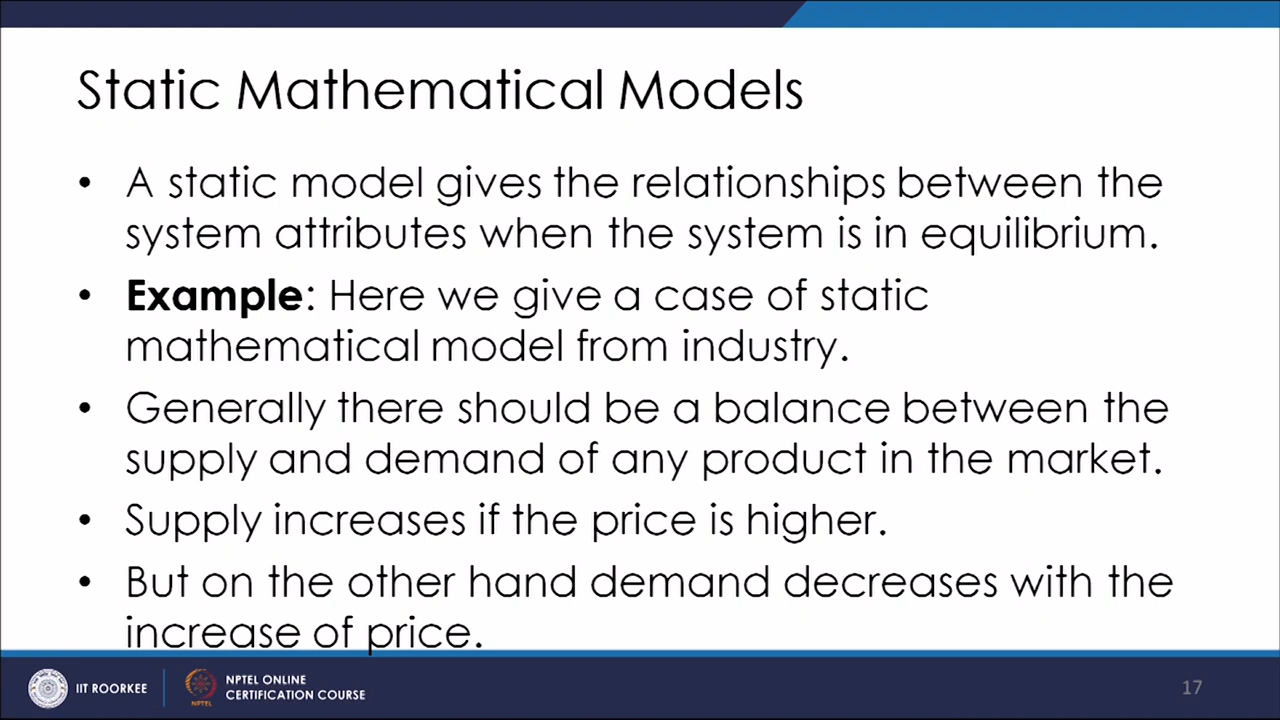 Static Mathematical Models
• A static model gives the relationships between the
system attributes when the system is in equilibrium.
• Example: Here we give a case of static
mathematical model from industry.
• Generally there should be a balance between the
supply and demand of any product in the market.
• Supply increases if the price is higher.
• But on the other hand demand decreases with the
increase of price.
IIT ROORKEE
NPTEL
NPTEL ONLINE
CERTIFICATION COURSE
17